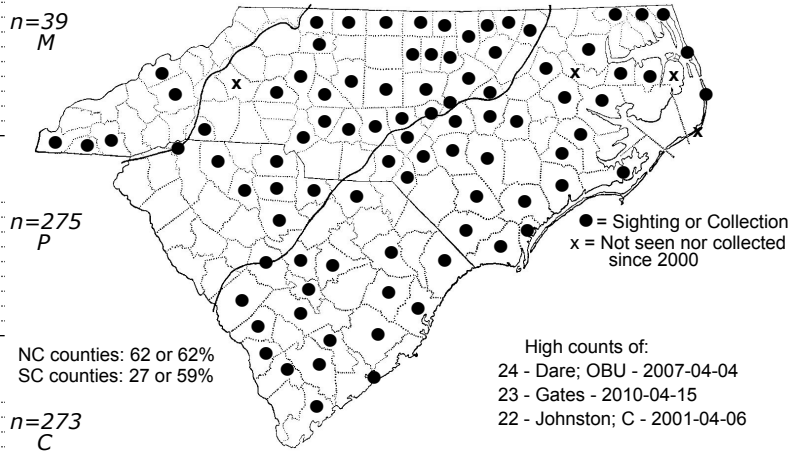 n=39
M
n=275
P
● = Sighting or Collection
x = Not seen nor collected
since 2000
NC counties: 62 or 62%
SC counties: 27 or 59%
High counts of:
24 - Dare; OBU - 2007-04-04
23 - Gates - 2010-04-15
22 - Johnston; C - 2001-04-06
n=273
C
x
x
x
x